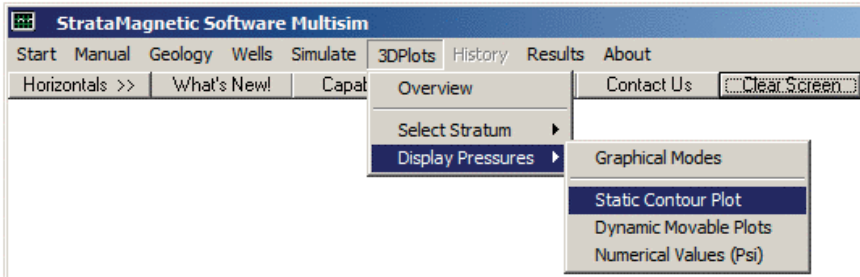 StrataMagnetic Software Multisim
Start Manual Geology Wells Simulate 3DPlots History Results About
Horizontals >> What's New! Contact Us Clear Screen
Overview
Select Stratum
Display Pressures
Graphical Modes
Static Contour Plot
Dynamic Movable Plots
Numerical Values (Psi)